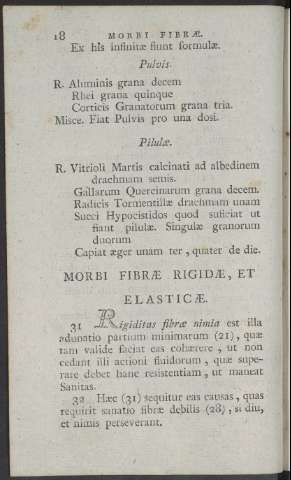 18 MORBI FIBRÆ.
Ex his infinitæ fiunt formulæ.
Pulvis.
R. Aluminis grana decem
Rhei grana quinque
Corticis Granatorum grana tria.
Misce. Fiat Pulvis pro una dosi.
Pilulæ.
R. Vitrioli Martis calcinati ad albedinem
drachmam semis.
Gallarum Quercinarum grana decem.
Radicis Tormentillæ drachmam unam
Succi Hypocistidos quod suficiat ut
fiant pilulæ. Singulæ granorum
duorum
Capiat æger unam ter, quater de die.
MORBI FIBRÆ RIGIDÆ, ET
ELASTICÆ.
31 Rigiditas fibræ nimia est illa
adunatio partium minimarum (21), quæ
tam valide faciat eas cohærere, ut non
cedant illi actioni fluidorum, quæ supe-
rare debet hanc resistentiam, ut maneat
Sanitas.
32 Hæc (31) sequitur eas causas, quas
requirit sanatio fibræ debilis (28), si diu,
et nimis perseverant.